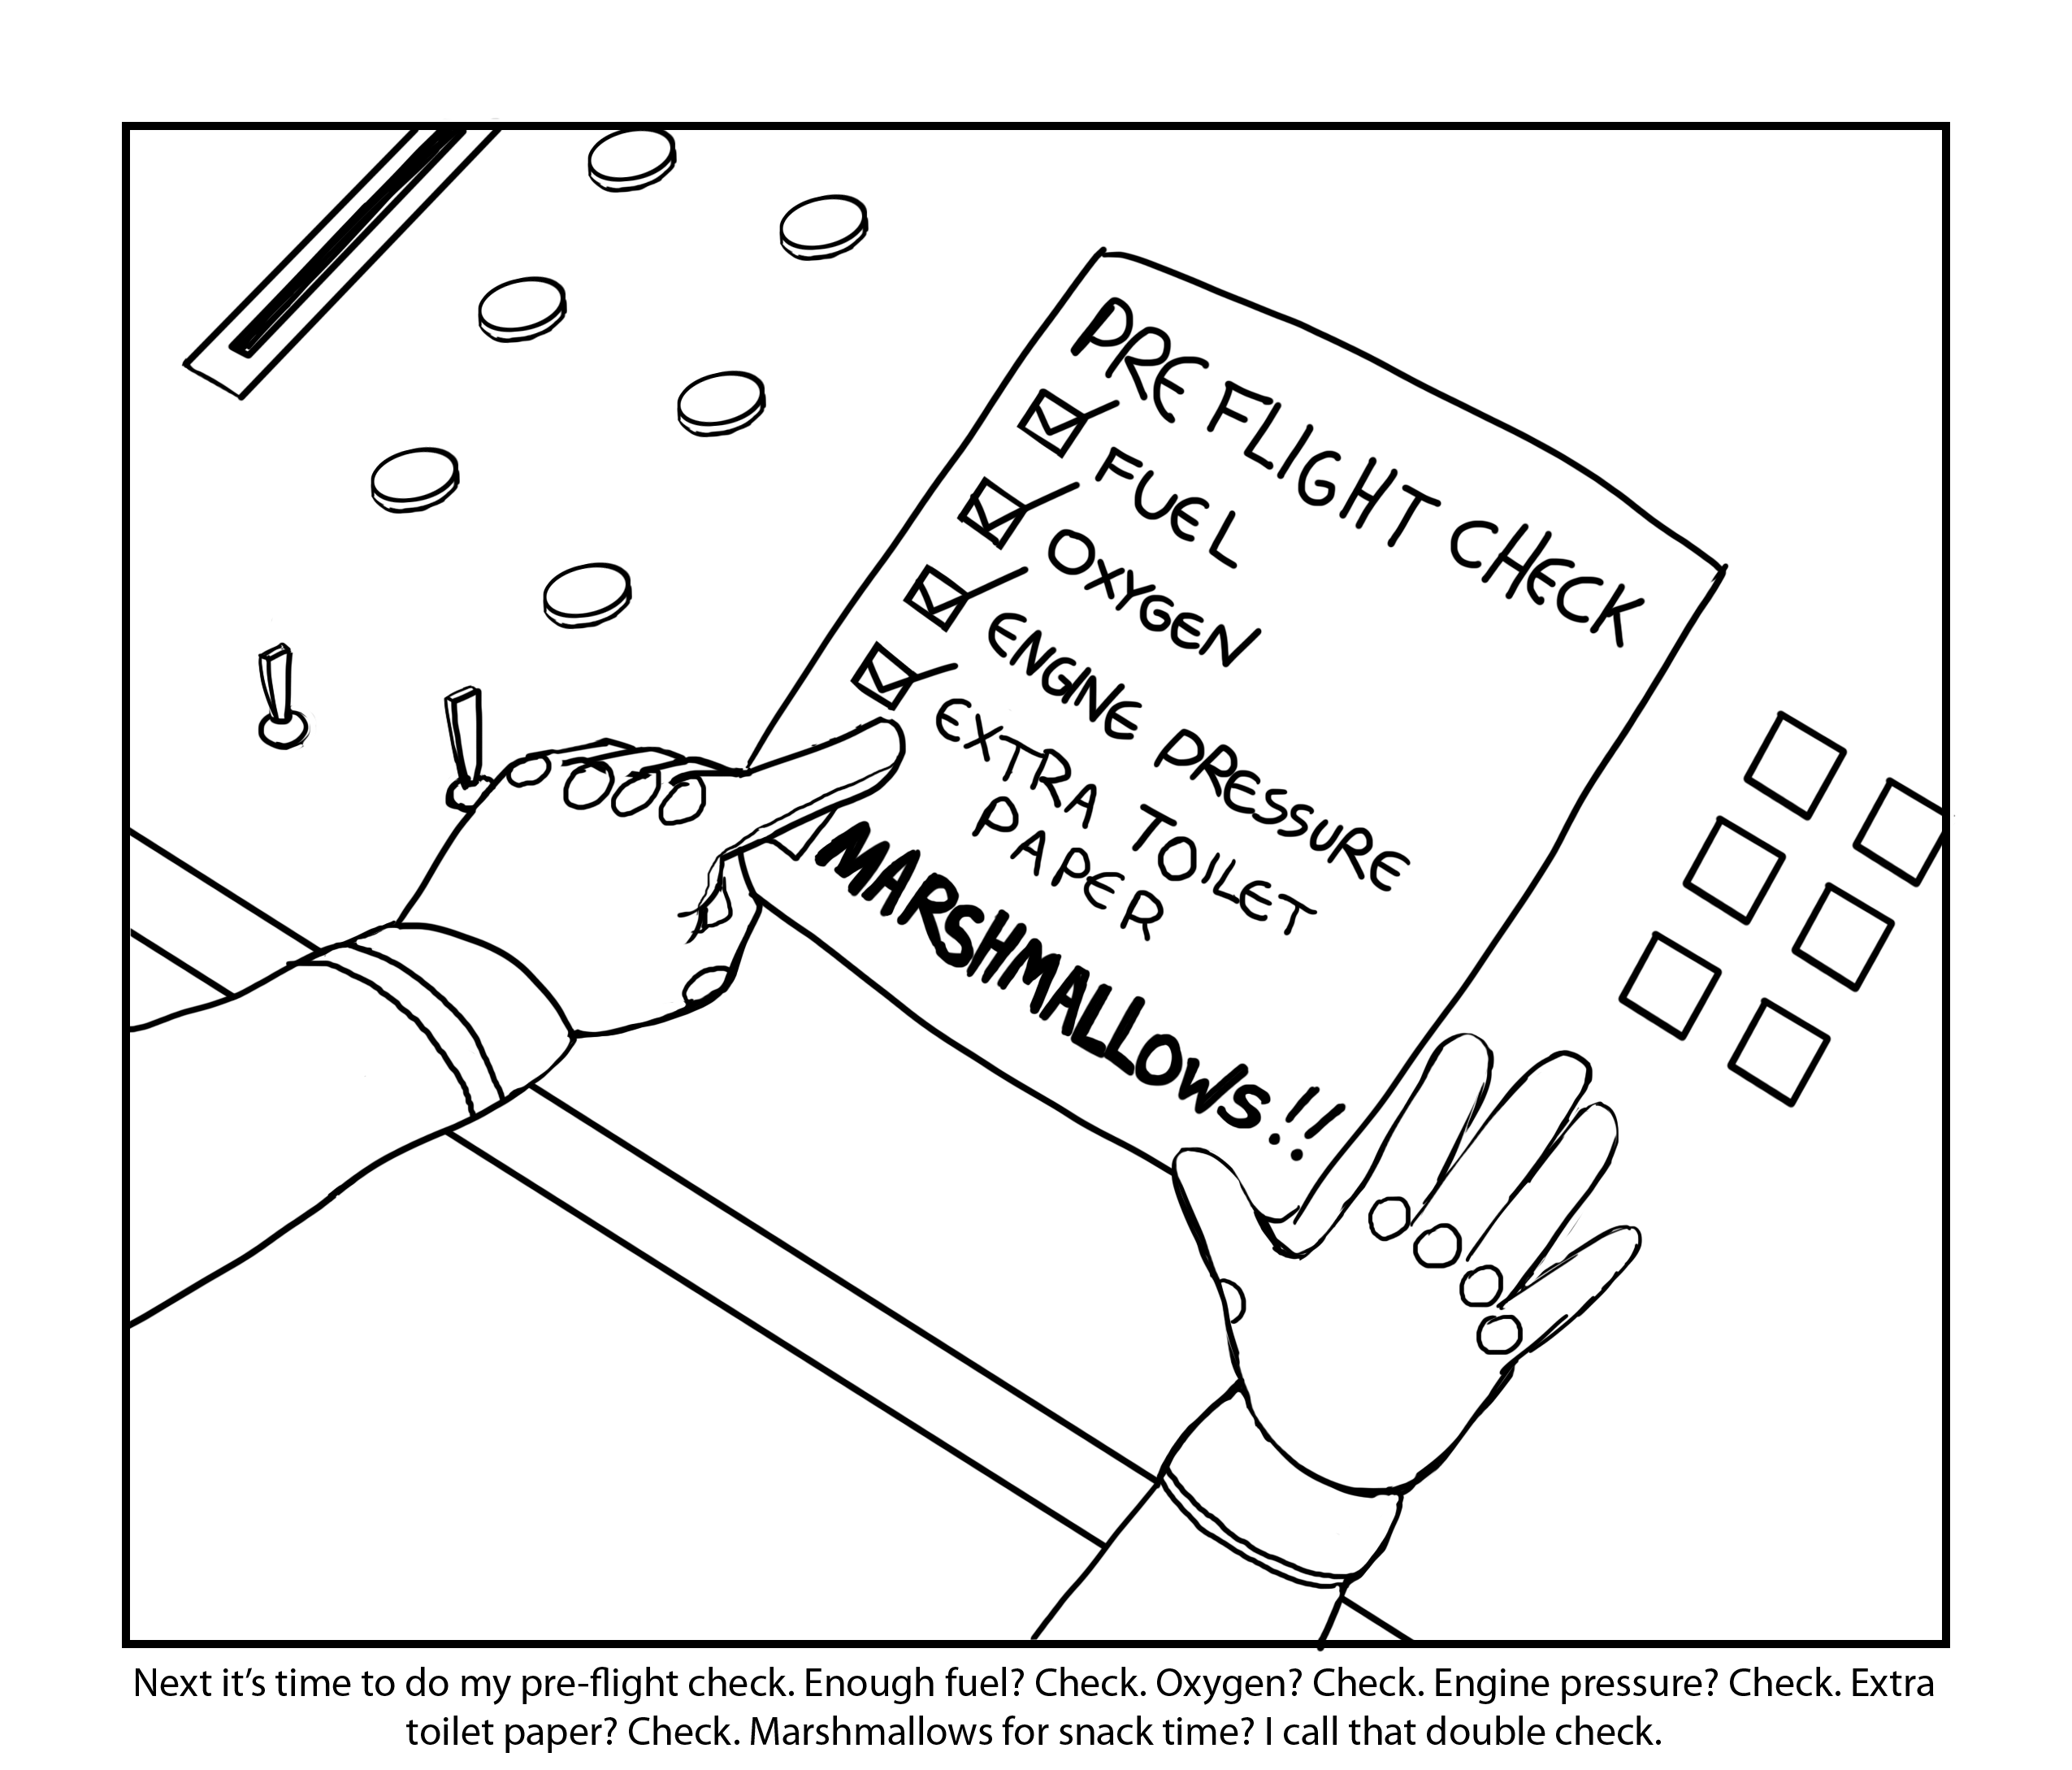 PRE FLIGHT CHECK
FUEL
OXYGEN
ENGINE PRESSURE
EXTRA TOILET
PAPER
MARSHMALLOWS!!
Next it’s time to do my pre-flight check. Enough fuel? Check. Oxygen? Check. Engine pressure? Check. Extra
toilet paper? Check. Marshmallows for snack time? I call that double check.